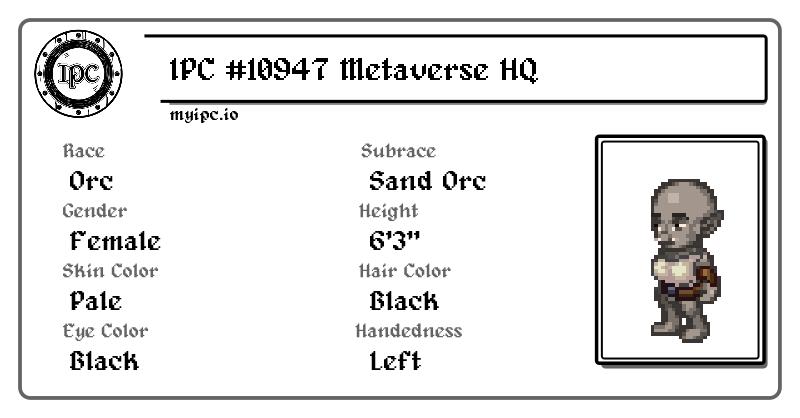 IPC
IPC #10947 Metaverse HQ
myipc.io
Race
Orc
Subrace
Sand Orc
Gender
Female
Height
6'3"
Skin Color
Pale
Hair Color
Black
Eye Color
Black
Handedness
Left